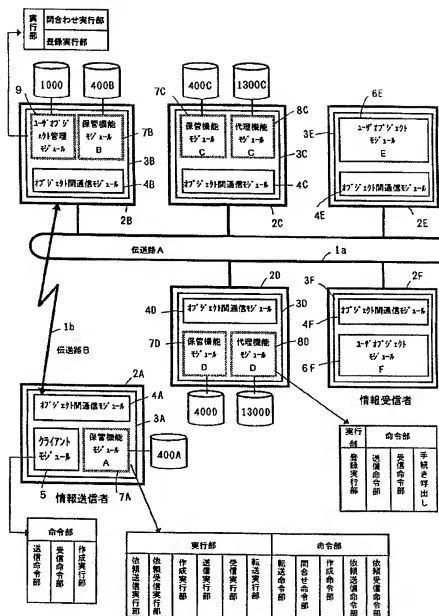 実行部
問合わせ実行部
登録実行部
9
1000
400B
ユーザオブジェクト管理モジュール
保管機能モジュール B
7B
3B
オブジェクト間通信モジュール
4B
2B
400C
1300C
7C
8C
保管機能モジュール C
代理機能モジュール C
3C
オブジェクト間通信モジュール
4C
2C
6E
3E
ユーザオブジェクトモジュール E
オブジェクト間通信モジュール
4E
2E
伝送路A
1a
1b
伝送路B
2D
4D
オブジェクト間通信モジュール
3D
7D
保管機能モジュール D
代理機能モジュール D
8D
400D
1300D
2F
3F
オブジェクト間通信モジュール
4F
ユーザオブジェクトモジュール F
6F
情報受信者
2A
オブジェクト間通信モジュール
4A
3A
クライアントモジュール
保管機能モジュール A
400A
5
7A
情報送信者
実行部
命令部
登録実行部
送信命令部
受信命令部
手続き呼出し
命令部
送信命令部
受信命令部
作成実行部
実行部
命令部
依頼送信実行部
依頼受信実行部
作成実行部
送信実行部
受信実行部
転送実行部
転送命令部
問合せ命令部
作成命令部
依頼送信命令部
依頼受信命令部